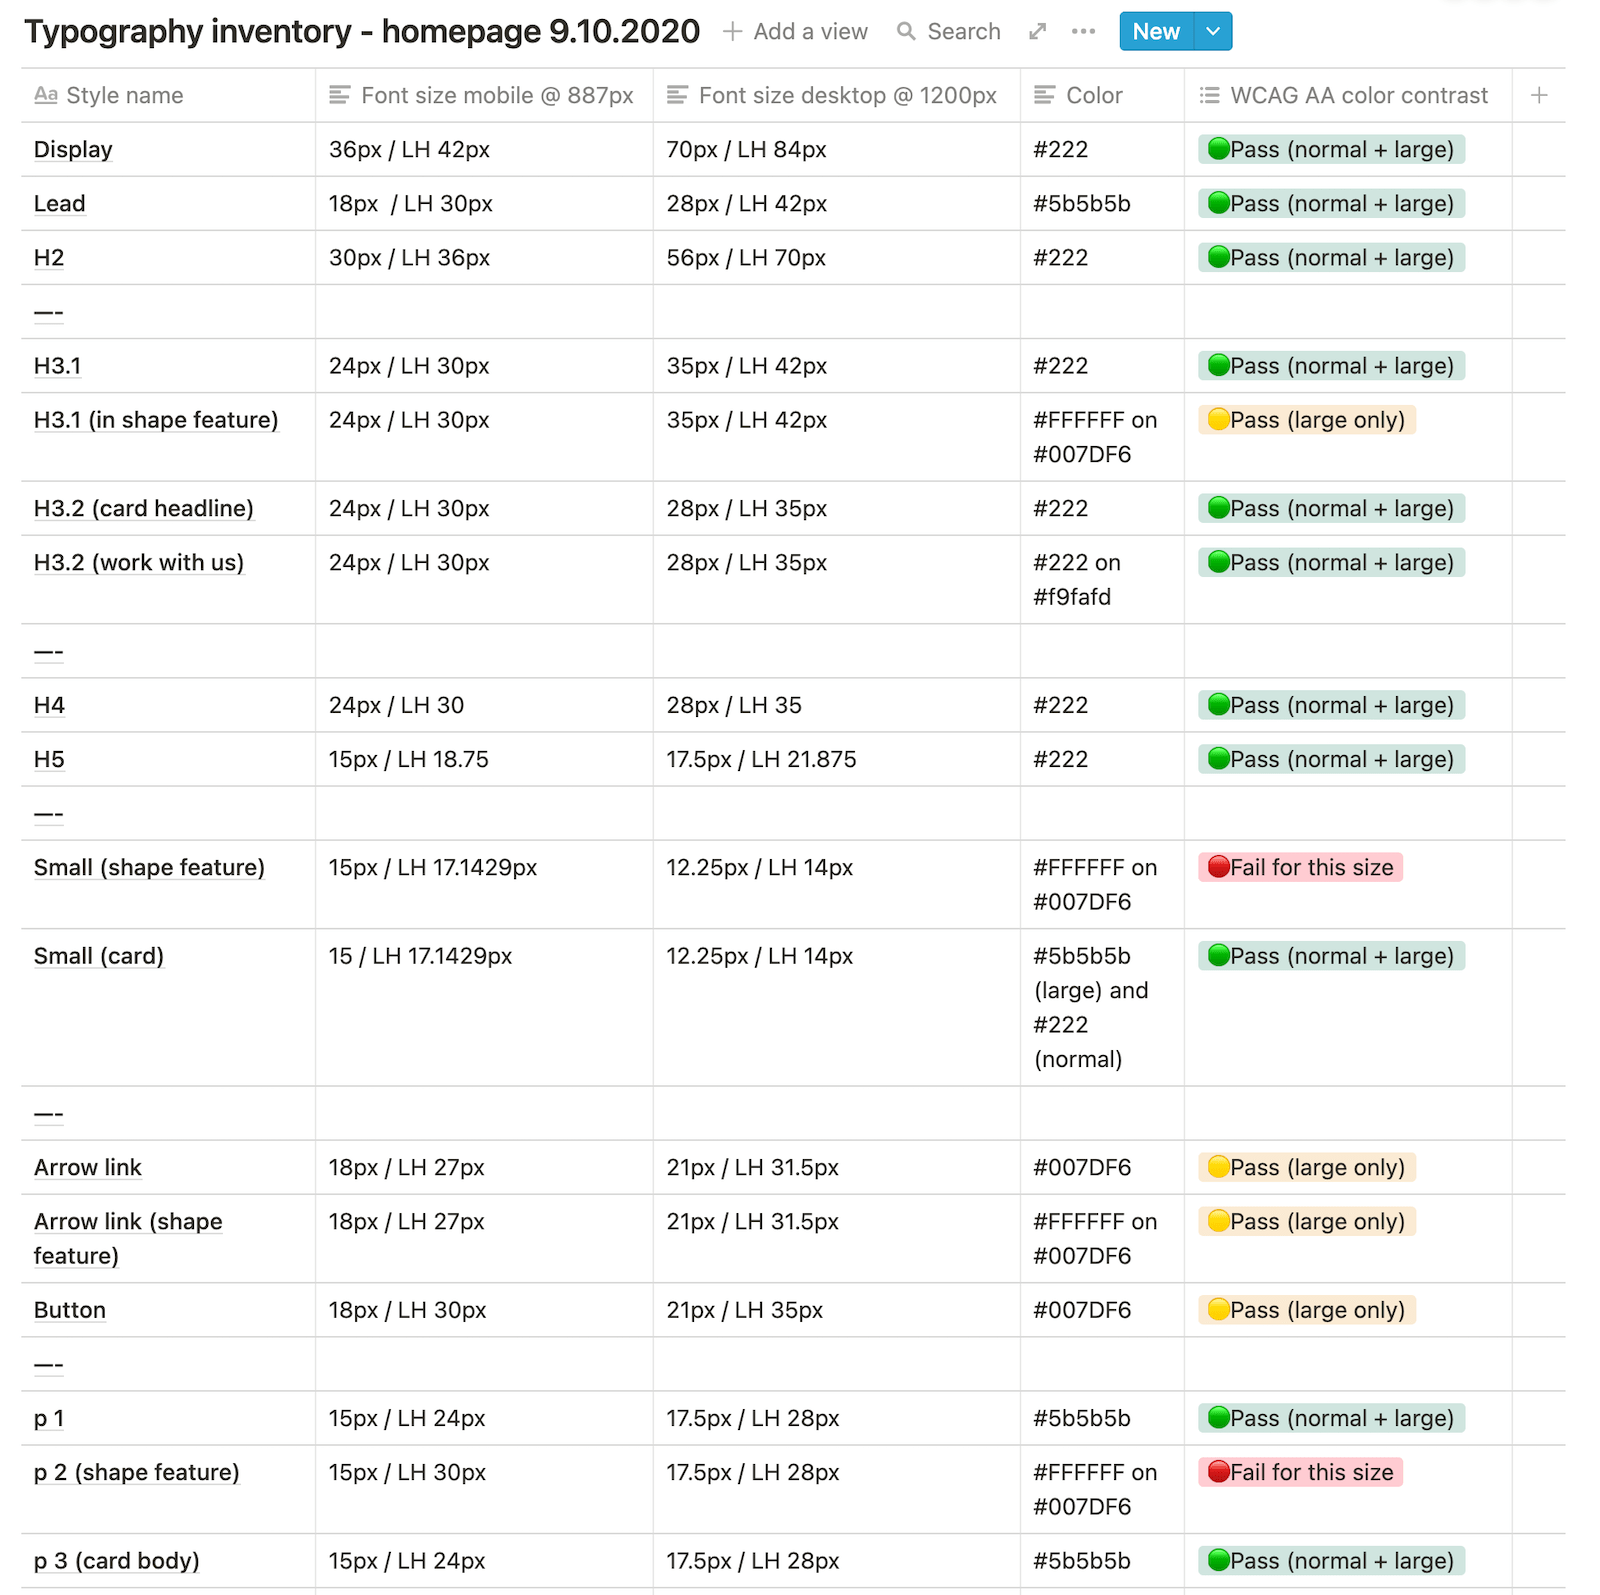 Typography inventory - homepage 9.10.2020 + Add a view Search ••• New
Aa Style name Font size mobile @ 887px Font size desktop @ 1200px Color WCAG AA color contrast +
Display 36px / LH 42px 70px / LH 84px #222 Pass (normal + large)
Lead 18px / LH 30px 28px / LH 42px #5b5b5b Pass (normal + large)
H2 30px / LH 36px 56px / LH 70px #222 Pass (normal + large)
—-
H3.1 24px / LH 30px 35px / LH 42px #222 Pass (normal + large)
H3.1 (in shape feature) 24px / LH 30px 35px / LH 42px #FFFFFF on Pass (large only)
#007DF6
H3.2 (card headline) 24px / LH 30px 28px / LH 35px #222 Pass (normal + large)
H3.2 (work with us) 24px / LH 30px 28px / LH 35px #222 on Pass (normal + large)
#f9fafd
—-
H4 24px / LH 30 28px / LH 35 #222 Pass (normal + large)
H5 15px / LH 18.75 17.5px / LH 21.875 #222 Pass (normal + large)
—-
Small (shape feature) 15px / LH 17.1429px 12.25px / LH 14px #FFFFFF on Fail for this size
#007DF6
Small (card) 15 / LH 17.1429px 12.25px / LH 14px #5b5b5b Pass (normal + large)
(large) and
#222
(normal)
—-
Arrow link 18px / LH 27px 21px / LH 31.5px #007DF6 Pass (large only)
Arrow link (shape 18px / LH 27px 21px / LH 31.5px #FFFFFF on Pass (large only)
feature) #007DF6
Button 18px / LH 30px 21px / LH 35px #007DF6 Pass (large only)
—-
p 1 15px / LH 24px 17.5px / LH 28px #5b5b5b Pass (normal + large)
p 2 (shape feature) 15px / LH 30px 17.5px / LH 28px #FFFFFF on Fail for this size
#007DF6
p 3 (card body) 15px / LH 24px 17.5px / LH 28px #5b5b5b Pass (normal + large)